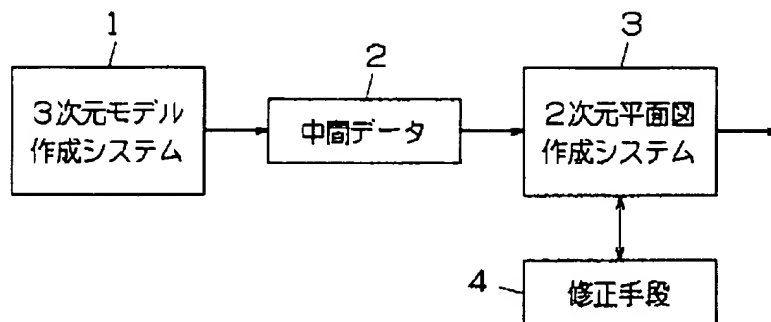 1
3次元モデル
作成システム
2
中間データ
3
2次元平面図
作成システム
4
修正手段